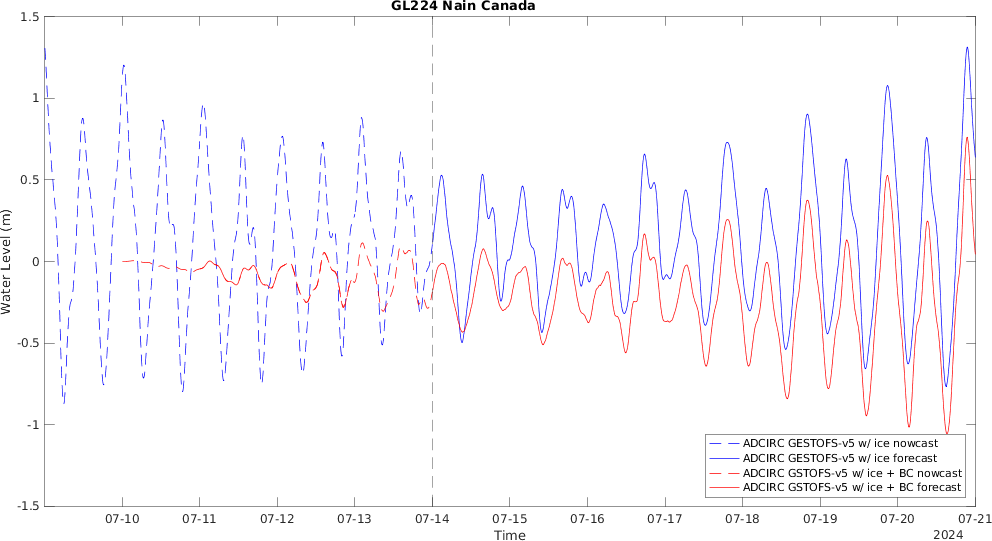 GL224 Nain Canada
1.5
1
0.5
0
-0.5
-1
-1.5
Water Level (m)
07-10 07-11 07-12 07-13 07-14 07-15 07-16 07-17 07-18 07-19 07-20 07-21
Time
2024
ADCIRC GESTOFS-v5 w/ ice nowcast
ADCIRC GESTOFS-v5 w/ ice forecast
ADCIRC GSTOFS-v5 w/ ice + BC nowcast
ADCIRC GSTOFS-v5 w/ ice + BC forecast